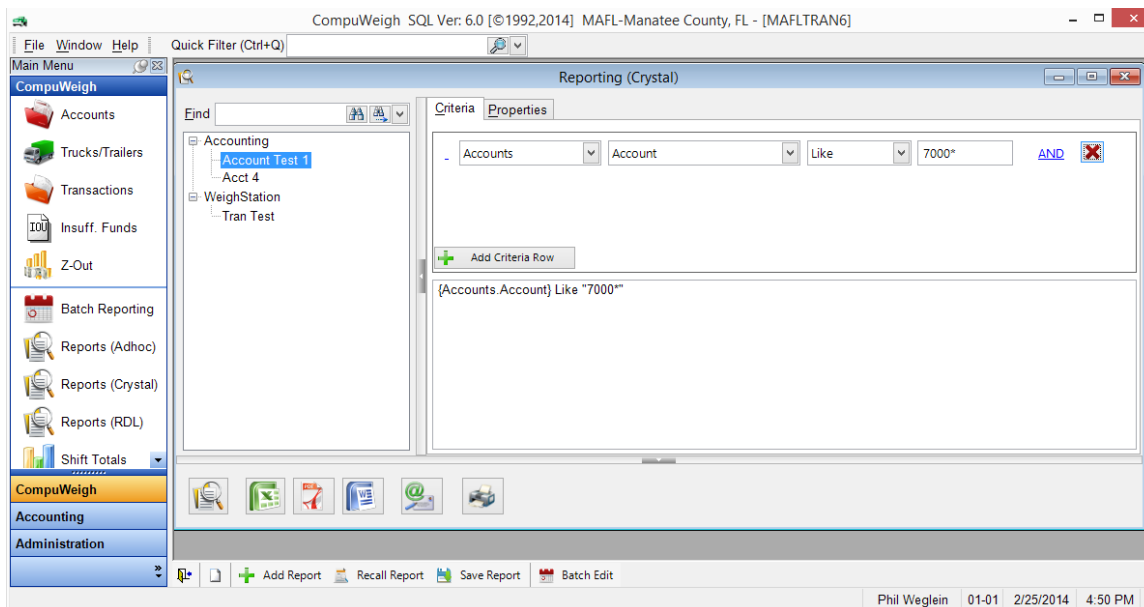 CompuWeigh SQL Ver: 6.0 [©1992,2014] MAFL-Manatee County, FL - [MAFLTRAN6]
File Window Help Quick Filter (Ctrl+Q)
Main Menu
CompuWeigh
Accounts
Trucks/Trailers
Transactions
IOU Insuff. Funds
Z-Out
Batch Reporting
Reports (Adhoc)
Reports (Crystal)
Reports (RDL)
Shift Totals
CompuWeigh
Accounting
Administration
Reporting (Crystal)
Find
Accounting
Account Test 1
Acct 4
WeighStation
Tran Test
Criteria Properties
- Accounts Account Like 7000* AND
Add Criteria Row
{Accounts.Account} Like "7000*"
Add Report Recall Report Save Report Batch Edit
Phil Weglein 01-01 2/25/2014 4:50 PM